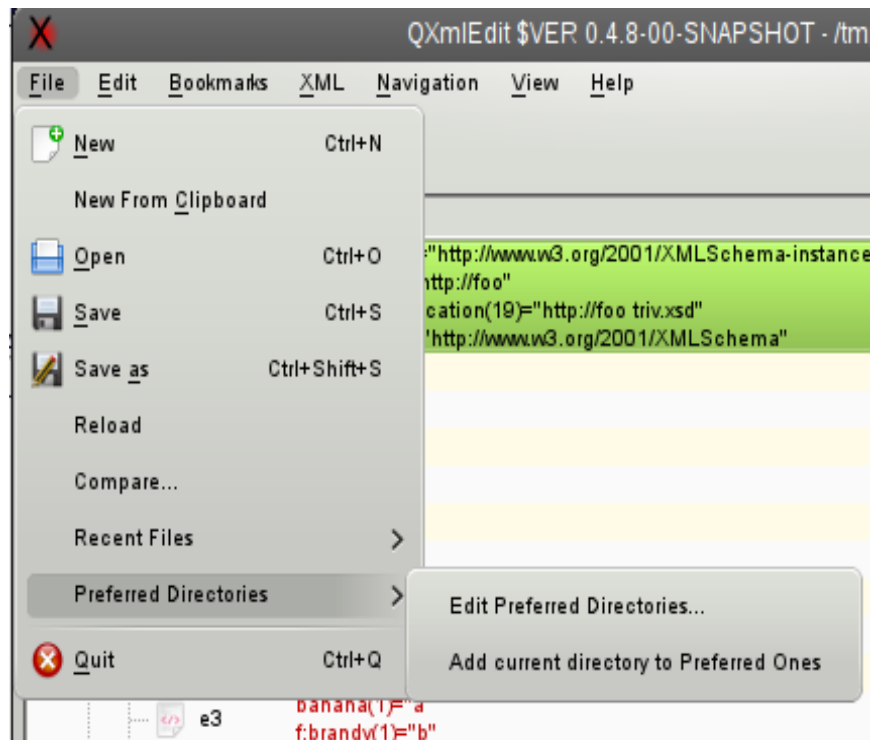 QXmlEdit $VER 0.4.8-00-SNAPSHOT - /tm
File Edit Bookmarks XML Navigation View Help
New Ctrl+N
New From Clipboard
Open Ctrl+O
Save Ctrl+S
Save as Ctrl+Shift+S
Reload
Compare...
Recent Files
Preferred Directories
Quit Ctrl+Q
Edit Preferred Directories...
Add current directory to Preferred Ones
="http://www.w3.org/2001/XMLSchema-instance
http://foo"
cation(19)="http://foo triv.xsd"
"http://www.w3.org/2001/XMLSchema"
e3
banana(1)="a
f:brandy(1)="b"